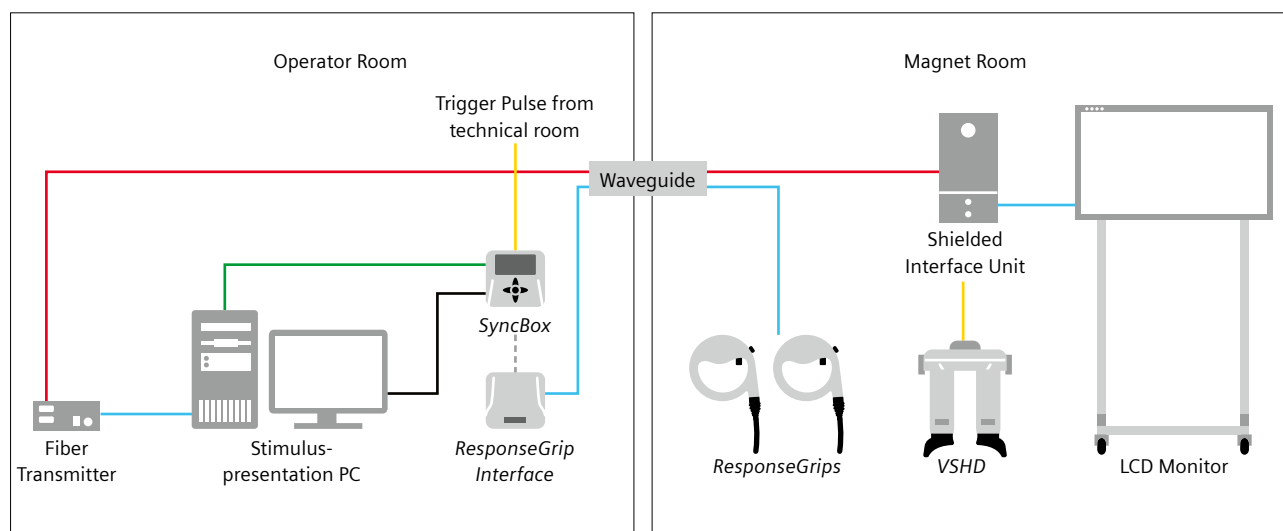 Operator Room
Trigger Pulse from
technical room
SyncBox
Fiber
Transmitter
Stimulus-
presentation PC
ResponseGrip
Interface
Waveguide
Magnet Room
Shielded
Interface Unit
ResponseGrips
VSHD
LCD Monitor